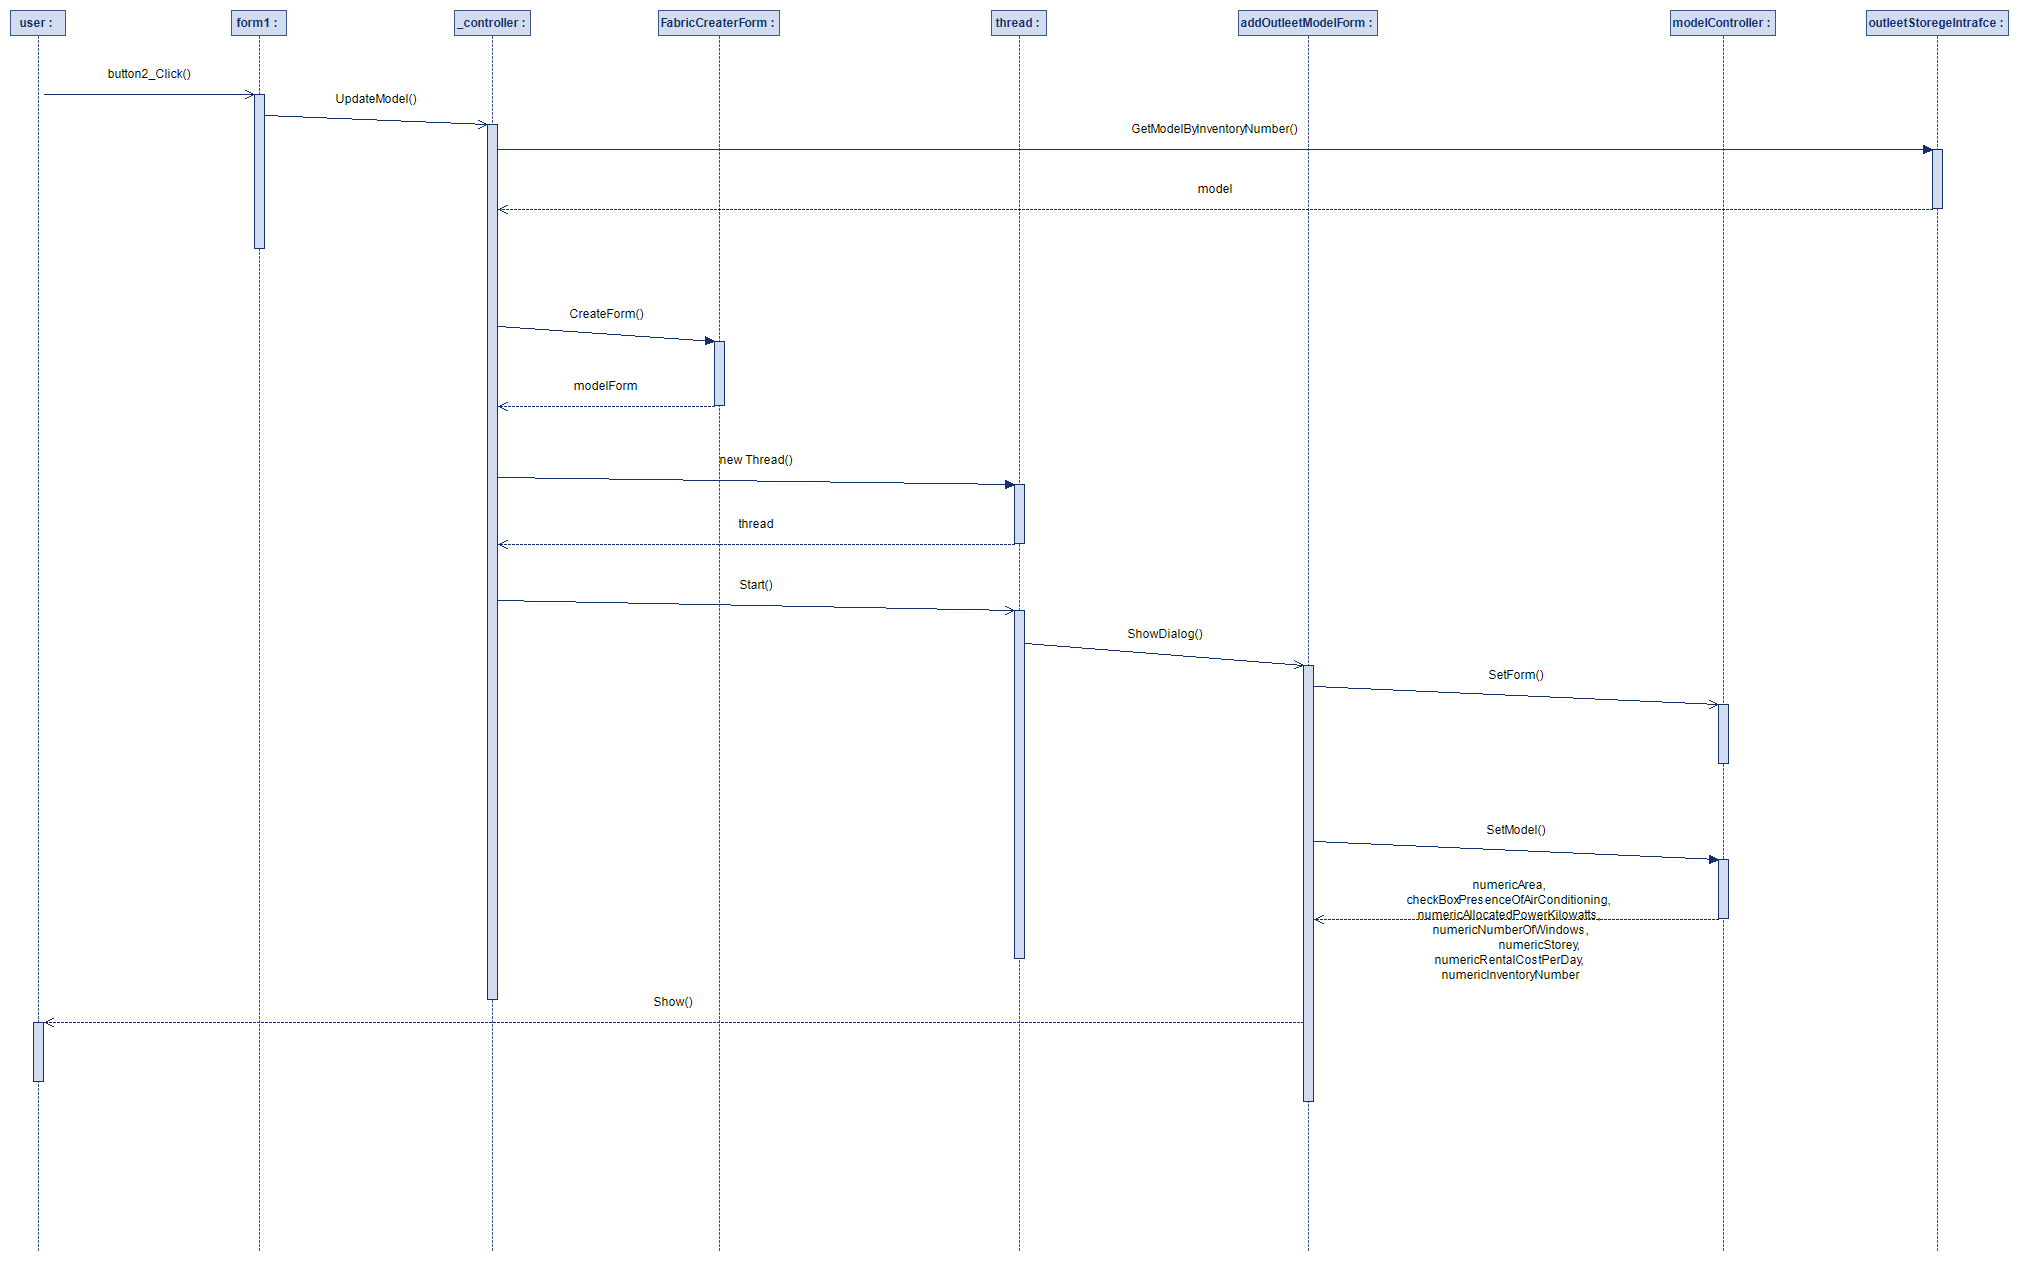 user :
form1 :
_controller :
FabricCreaterForm :
thread :
addOutleetModelForm :
modelController :
outleetStoregeIntrafce :
button2_Click()
UpdateModel()
GetModelByInventoryNumber()
model
CreateForm()
modelForm
new Thread()
thread
Start()
ShowDialog()
SetForm()
SetModel()
numericArea,
checkBoxPresenceOfAirConditioning,
numericAllocatedPowerKilowatts,
numericNumberOfWindows,
numericStorey,
numericRentalCostPerDay,
numericInventoryNumber
Show()